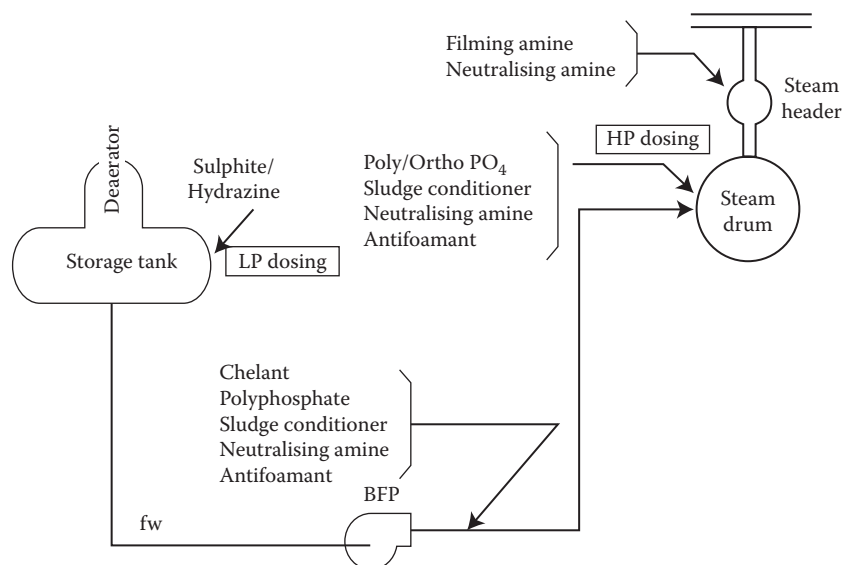 Filming amine
Neutralising amine
Steam
header
HP dosing
Deaerator
Sulphite/
Hydrazine
Poly/Ortho PO₄
Sludge conditioner
Neutralising amine
Antifoamant
Steam
drum
Storage tank
LP dosing
Chelant
Polyphosphate
Sludge conditioner
Neutralising amine
Antifoamant
BFP
fw